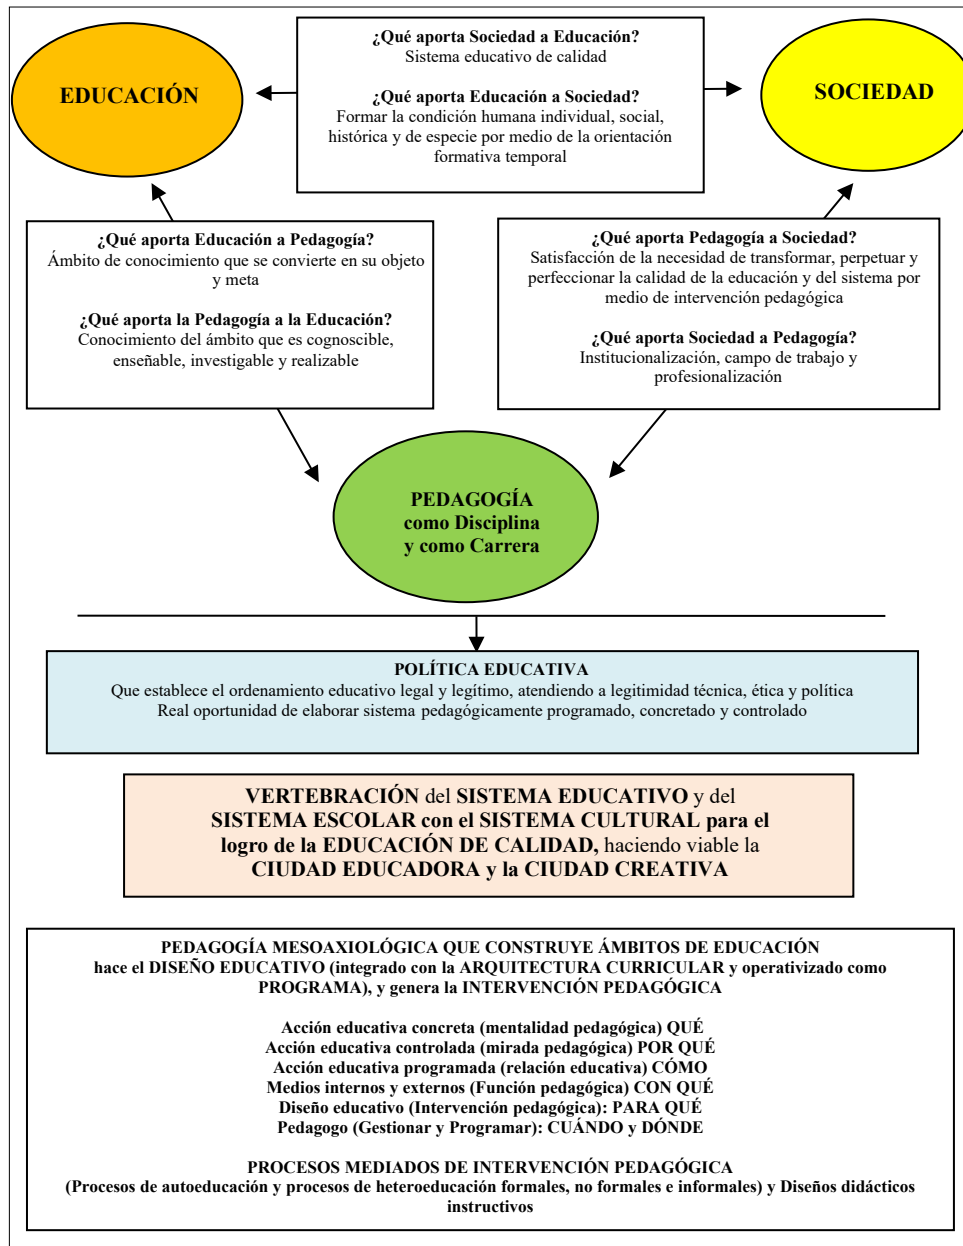 EDUCACIÓN
¿Qué aporta Sociedad a Educación?
Sistema educativo de calidad
¿Qué aporta Educación a Sociedad?
Formar la condición humana individual, social,
histórica y de especie por medio de la orientación
formativa temporal
SOCIEDAD
¿Qué aporta Educación a Pedagogía?
Ámbito de conocimiento que se convierte en su objeto
y meta
¿Qué aporta la Pedagogía a la Educación?
Conocimiento del ámbito que es cognoscible,
enseñable, investigable y realizable
¿Qué aporta Pedagogía a Sociedad?
Satisfacción de la necesidad de transformar, perpetuar y
perfeccionar la calidad de la educación y del sistema por
medio de intervención pedagógica
¿Qué aporta Sociedad a Pedagogía?
Institucionalización, campo de trabajo y
profesionalización
PEDAGOGÍA
como Disciplina
y como Carrera
POLÍTICA EDUCATIVA
Que establece el ordenamiento educativo legal y legítimo, atendiendo a legitimidad técnica, ética y política
Real oportunidad de elaborar sistema pedagógicamente programado, concretado y controlado
VERTEBRACIÓN del SISTEMA EDUCATIVO y del
SISTEMA ESCOLAR con el SISTEMA CULTURAL para el
logro de la EDUCACIÓN DE CALIDAD, haciendo viable la
CIUDAD EDUCADORA y la CIUDAD CREATIVA
PEDAGOGÍA MESOAXIOLÓGICA QUE CONSTRUYE ÁMBITOS DE EDUCACIÓN
hace el DISEÑO EDUCATIVO (integrado con la ARQUITECTURA CURRICULAR y operativizado como
PROGRAMA), y genera la INTERVENCIÓN PEDAGÓGICA
Acción educativa concreta (mentalidad pedagógica) QUÉ
Acción educativa controlada (mirada pedagógica) POR QUÉ
Acción educativa programada (relación educativa) CÓMO
Medios internos y externos (Función pedagógica) CON QUÉ
Diseño educativo (Intervención pedagógica): PARA QUÉ
Pedagogo (Gestionar y Programar): CUÁNDO y DÓNDE
PROCESOS MEDIADOS DE INTERVENCIÓN PEDAGÓGICA
(Procesos de autoeducación y procesos de heteroeducación formales, no formales e informales) y Diseños didácticos
instructivos